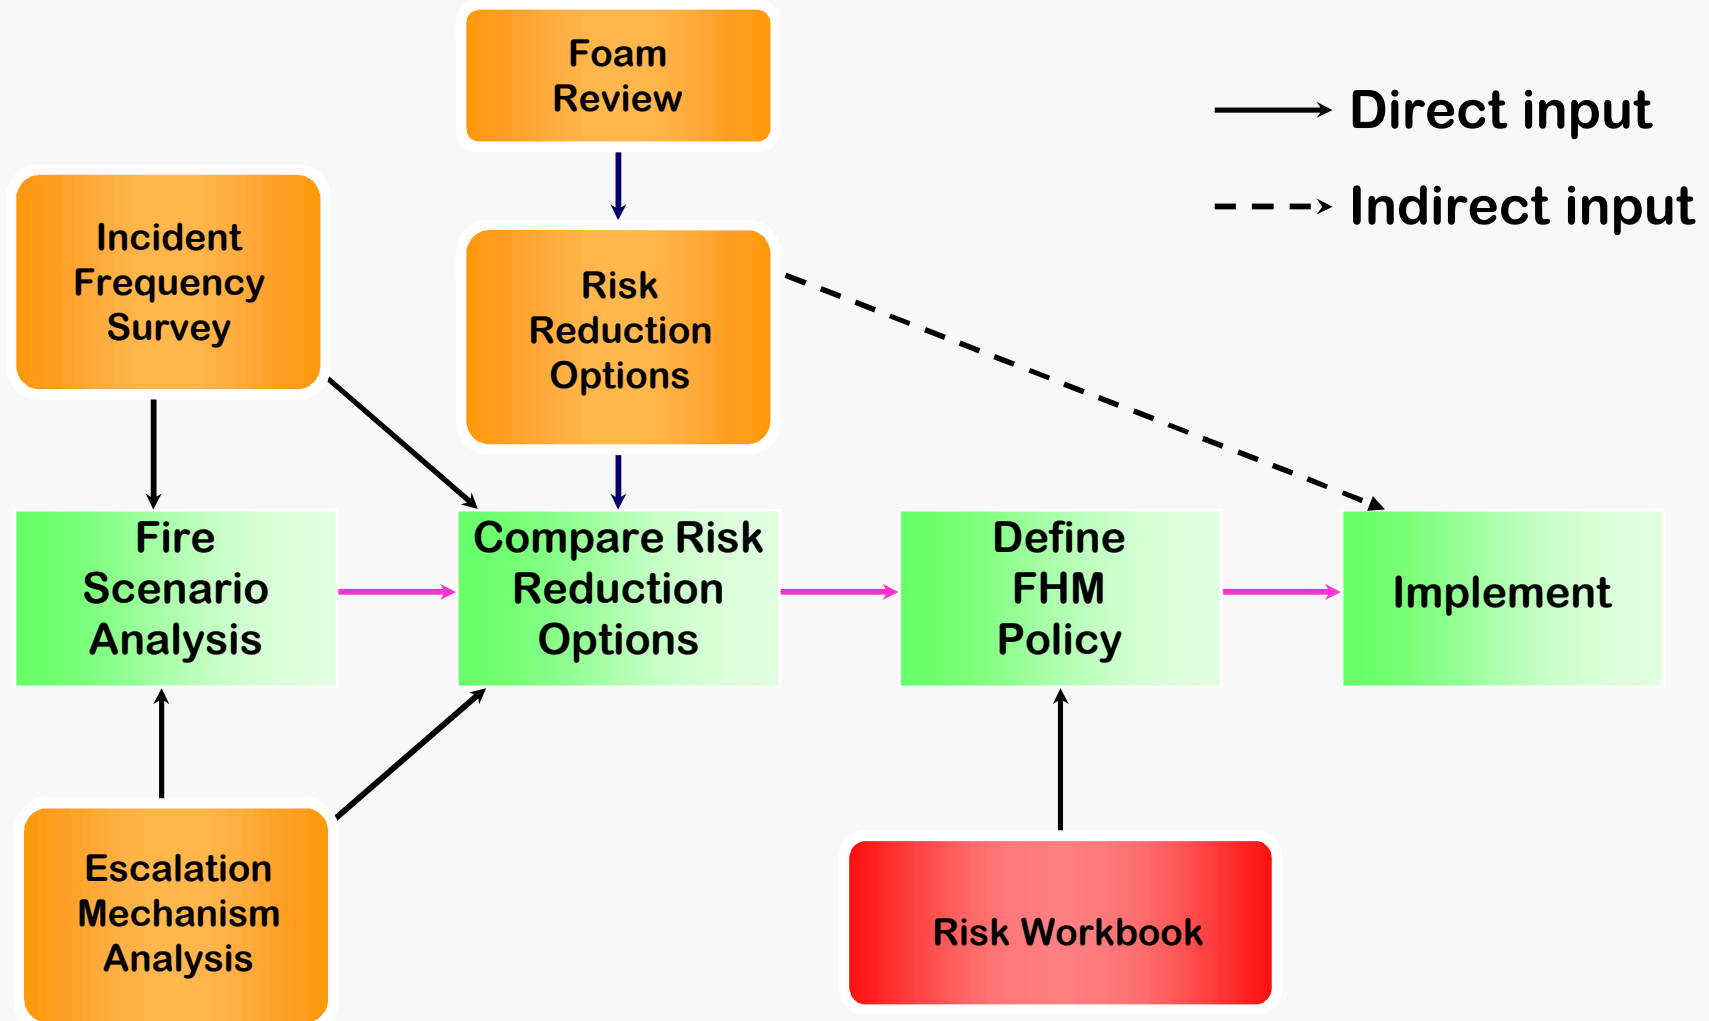 Foam
Review
Direct input
Indirect input
Incident
Frequency
Survey
Risk
Reduction
Options
Fire
Scenario
Analysis
Compare Risk
Reduction
Options
Define
FHM
Policy
Implement
Escalation
Mechanism
Analysis
Risk Workbook